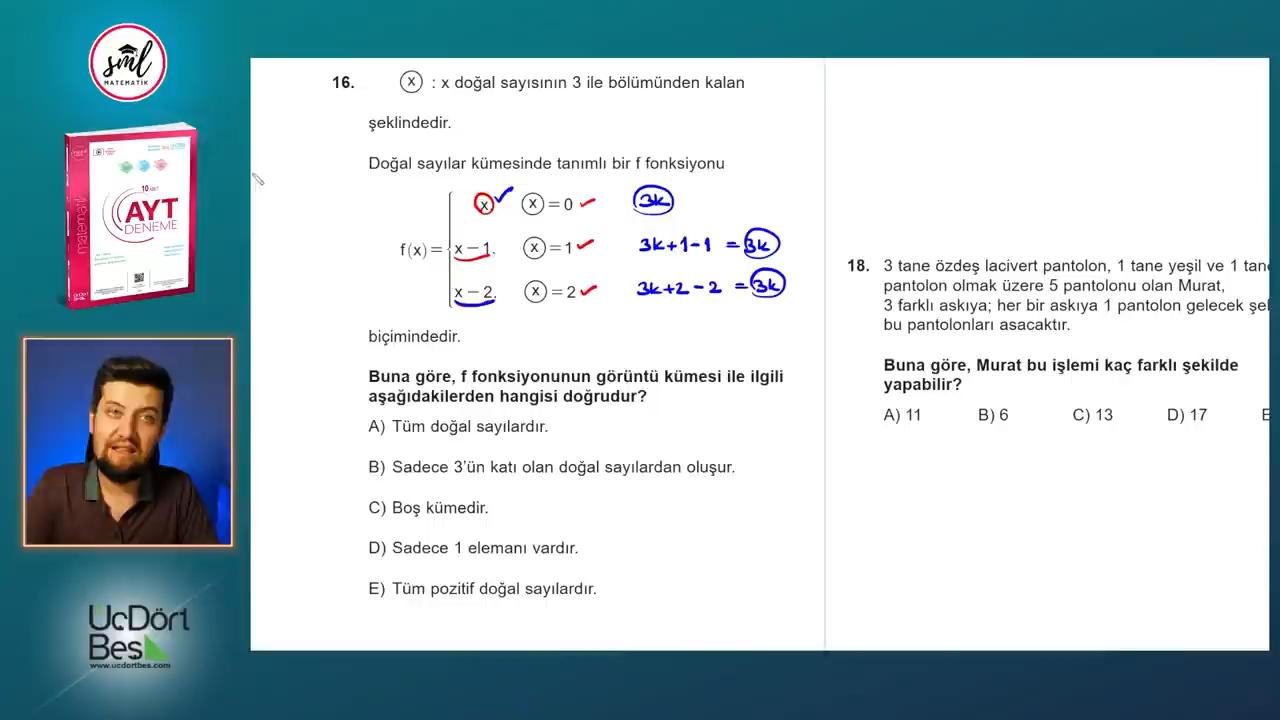 sml
MATEMATİK
10 ADET
AYT
DENEME
matematik
ÜçDört
Beş
www.ucdortbes.com
16. x : x doğal sayısının 3 ile bölümünden kalan
şeklindedir.
Doğal sayılar kümesinde tanımlı bir f fonksiyonu
x x = 0 3k
f(x) = x − 1, x = 1 3k+1-1 = 3k
x − 2, x = 2 3k+2-2 = 3k
biçimindedir.
Buna göre, f fonksiyonunun görüntü kümesi ile ilgili
aşağıdakilerden hangisi doğrudur?
A) Tüm doğal sayılardır.
B) Sadece 3’ün katı olan doğal sayılardan oluşur.
C) Boş kümedir.
D) Sadece 1 elemanı vardır.
E) Tüm pozitif doğal sayılardır.
18. 3 tane özdeş lacivert pantolon, 1 tane yeşil ve 1 tane
pantolon olmak üzere 5 pantolonu olan Murat,
3 farklı askıya; her bir askıya 1 pantolon gelecek şek
bu pantolonları asacaktır.
Buna göre, Murat bu işlemi kaç farklı şekilde
yapabilir?
A) 11 B) 6 C) 13 D) 17 E